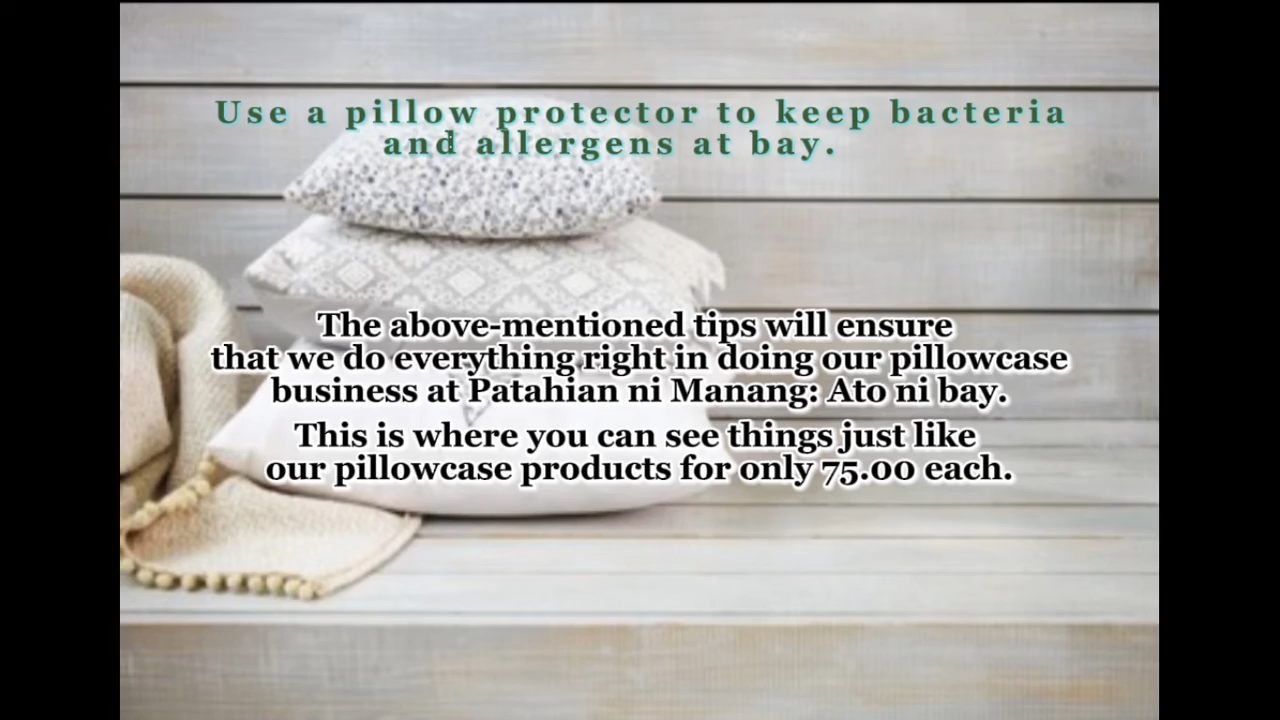 Use a pillow protector to keep bacteria
and allergens at bay.
The above-mentioned tips will ensure
that we do everything right in doing our pillowcase
business at Patahian ni Manang: Ato ni bay.
This is where you can see things just like
our pillowcase products for only 75.00 each.